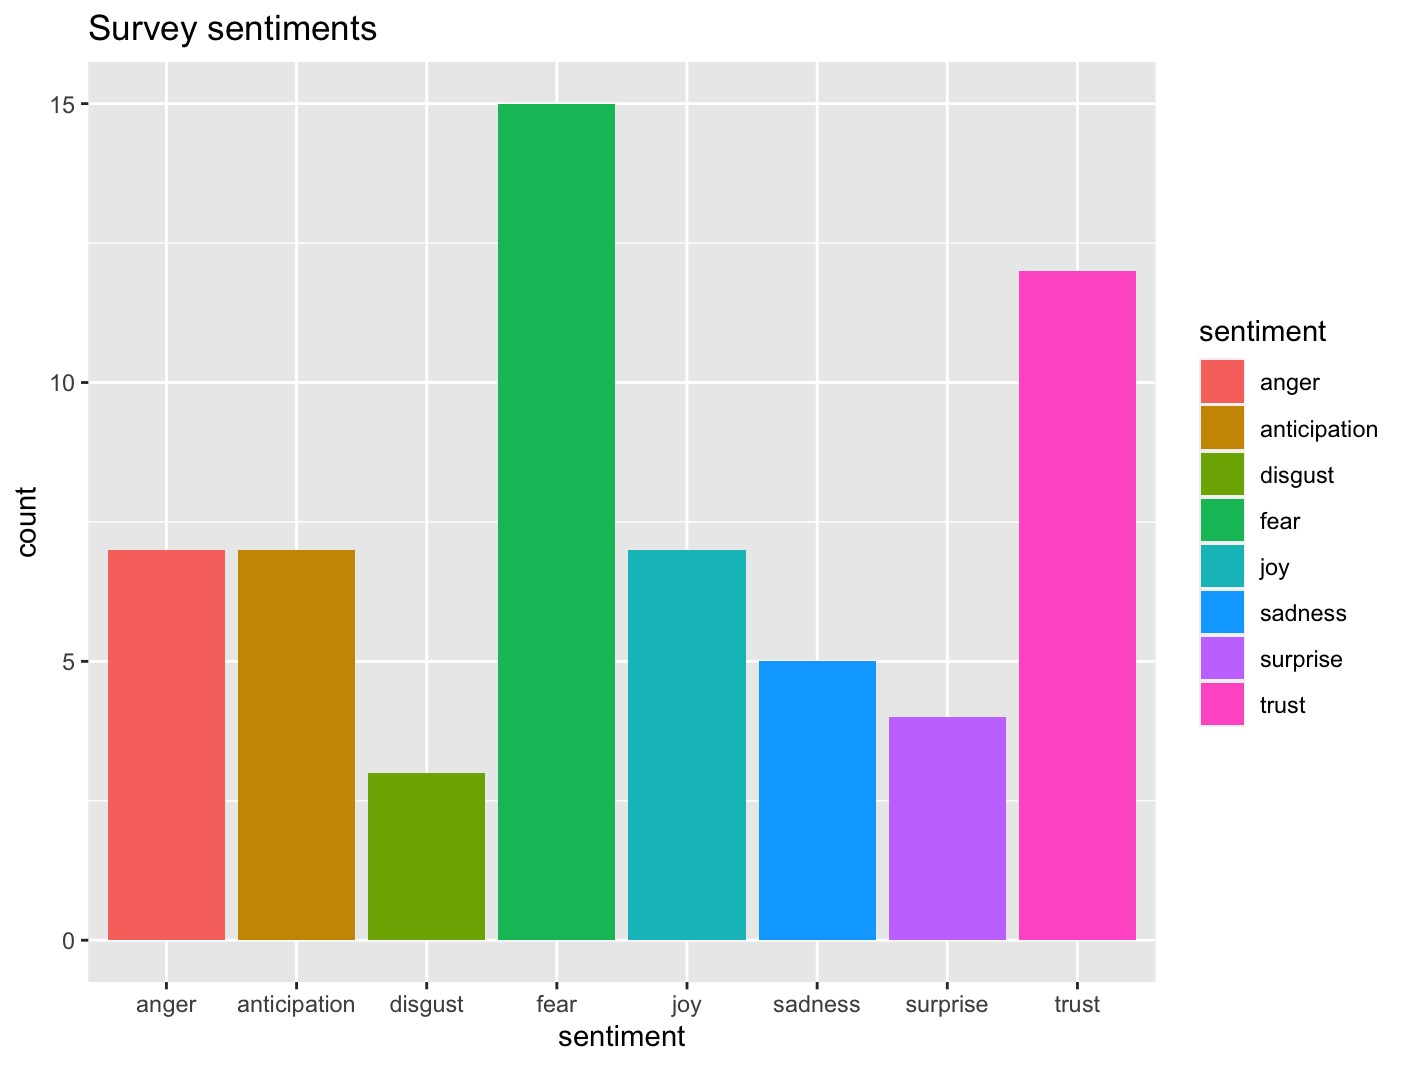 Survey sentiments
15
10
5
0
count
anger anticipation disgust fear joy sadness surprise trust
sentiment
sentiment
anger
anticipation
disgust
fear
joy
sadness
surprise
trust